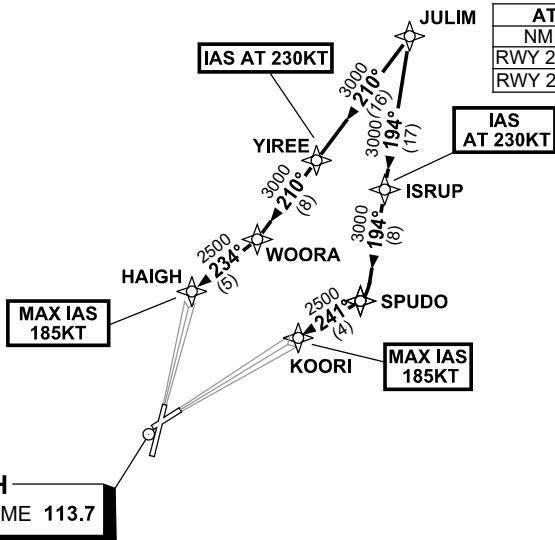 JULIM
AT
NM
RWY 2
RWY 2
IAS AT 230KT
3000
210°
(16)
3000
194°
(17)
IAS
AT 230KT
YIREE
ISRUP
3000
210°
(8)
3000
194°
(8)
WOORA
2500
234°
(5)
HAIGH
SPUDO
MAX IAS
185KT
2500
241°
(4)
KOORI
MAX IAS
185KT
H
ME 113.7